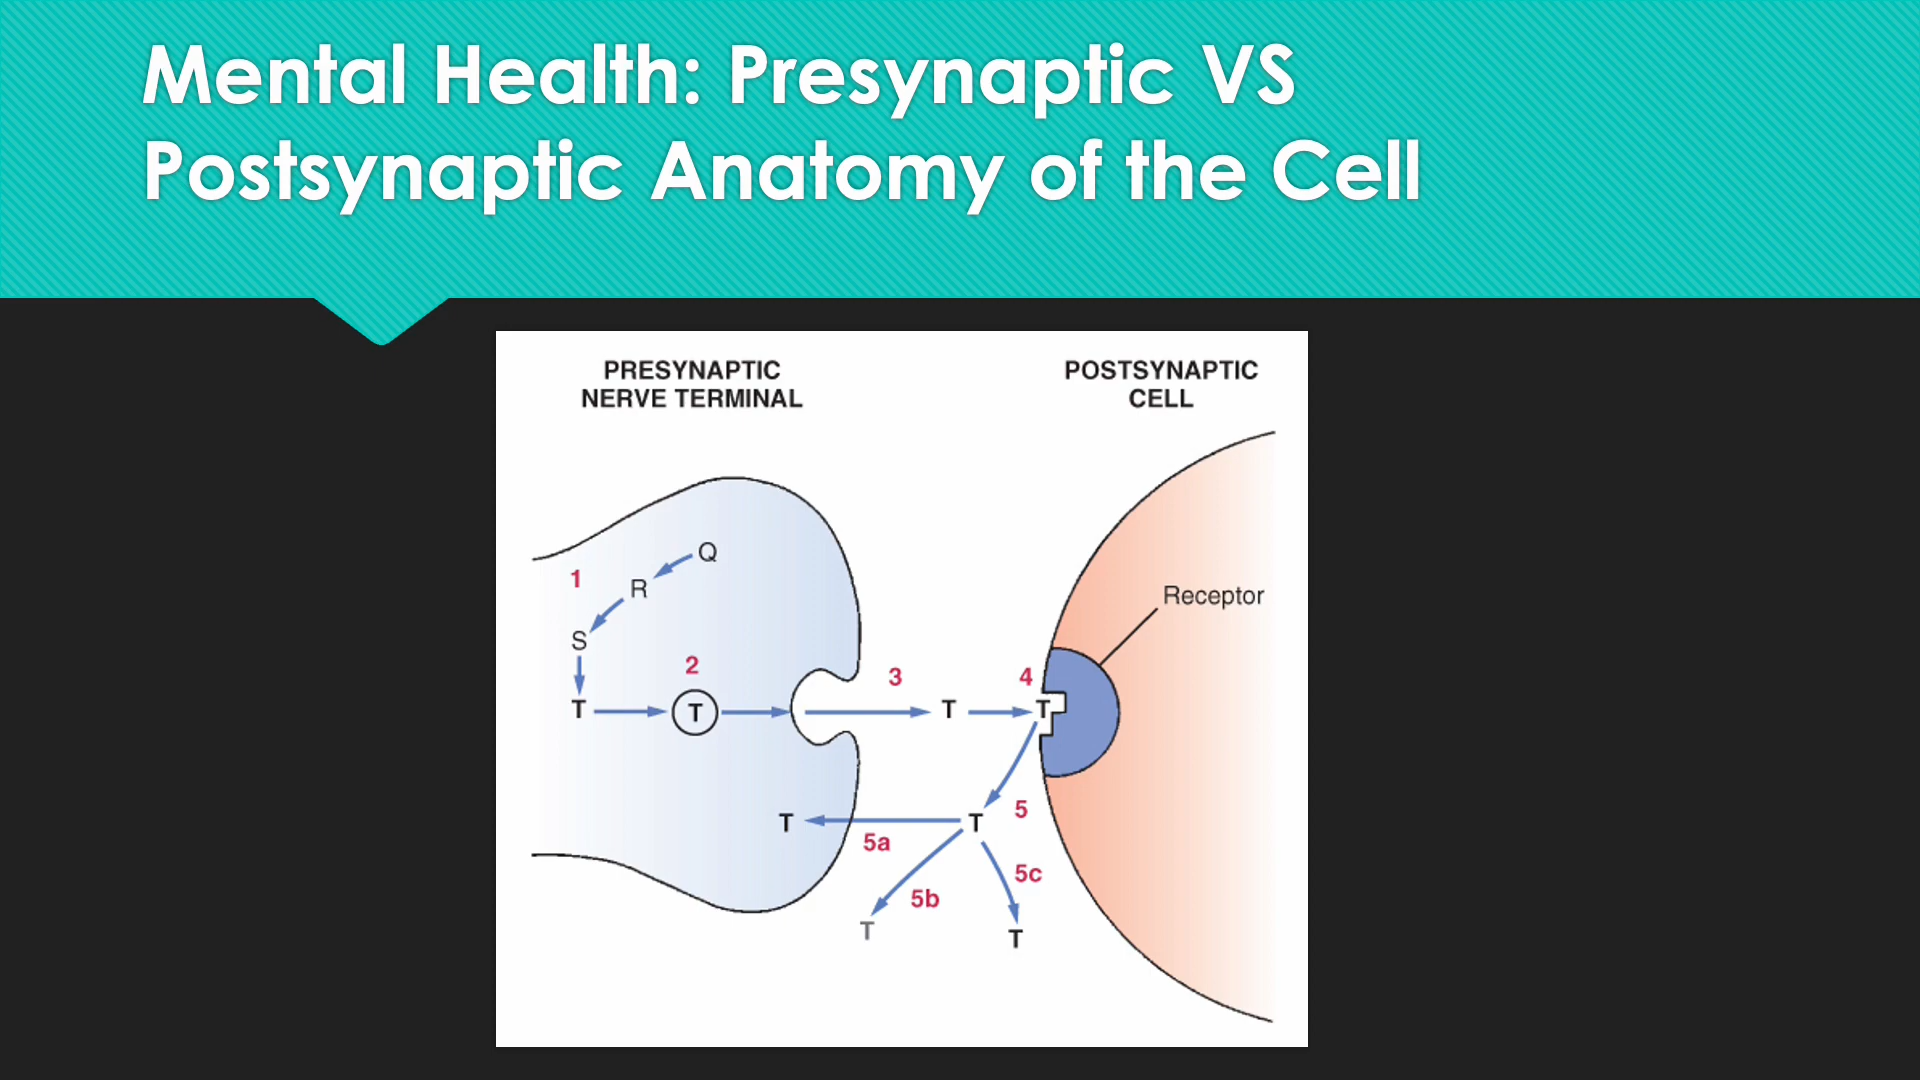 Mental Health: Presynaptic VS
Postsynaptic Anatomy of the Cell
PRESYNAPTIC
NERVE TERMINAL
POSTSYNAPTIC
CELL
Q
1
R
Receptor
S
2
3
4
T
T
T
T
5
T
T
5a
5c
5b
T
T